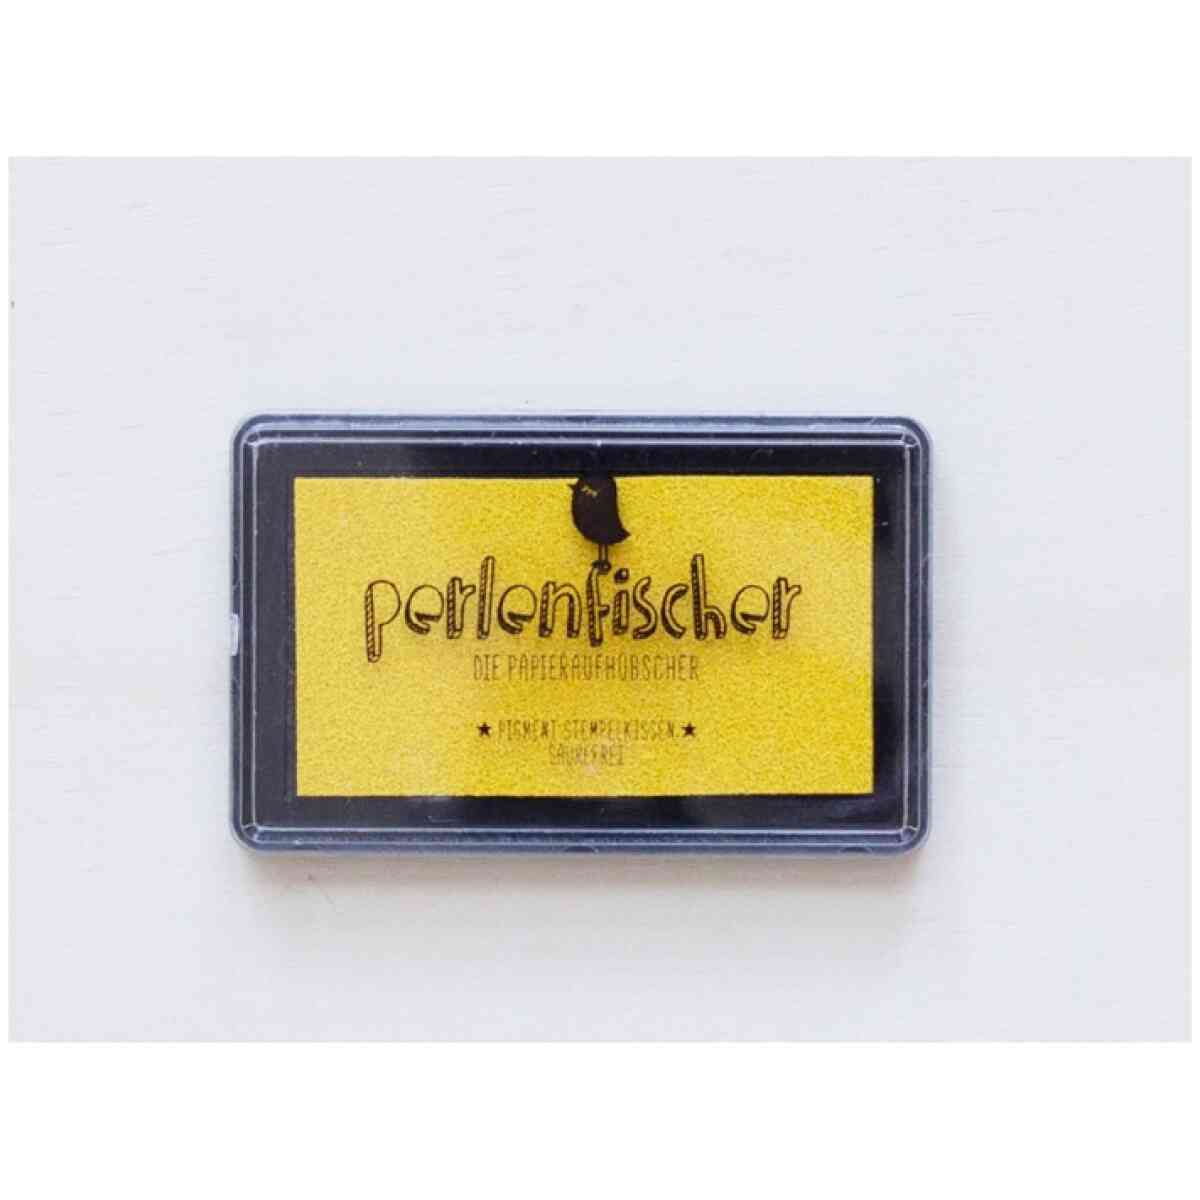 perlenfischer
DIE PAPIERAUFHÜBSCHER
★ PIGMENT STEMPELKISSEN ★
SÄUREFREI